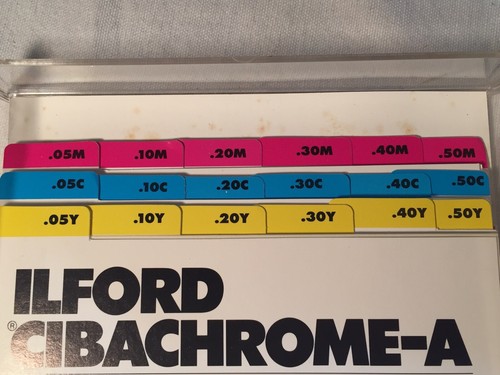 .05M .10M .20M .30M .40M .50M
.05C .10C .20C .30C .40C .50C
.05Y .10Y .20Y .30Y .40Y .50Y
ILFORD
®CIBACHROME-A